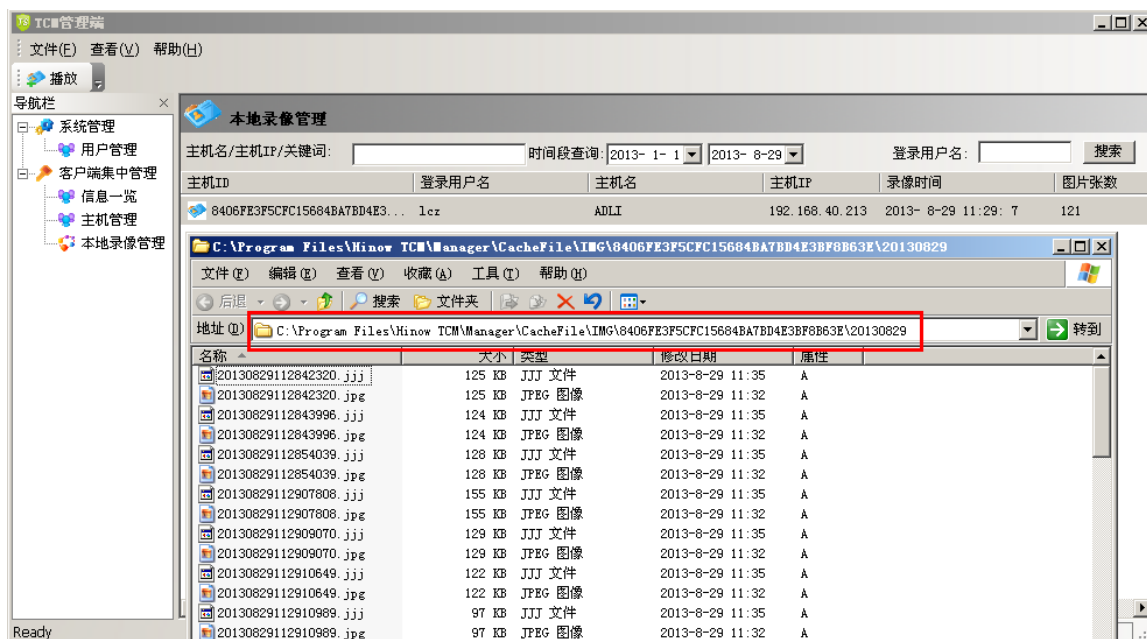 TCM管理端
文件(F) 查看(V) 帮助(H)
播放
导航栏
系统管理
用户管理
客户端集中管理
信息一览
主机管理
本地录像管理
本地录像管理
主机名/主机IP/关键词: 时间段查询: 2013- 1- 1 2013- 8-29 登录用户名: 搜索
主机ID 登录用户名 主机名 主机IP 录像时间 图片张数
8406FE3F5CFC15684BA7BD4E3... lcz ADLI 192.168.40.213 2013- 8-29 11:29: 7 121
C:\Program Files\Hinow TCM\Manager\CacheFile\IMG\8406FE3F5CFC15684BA7BD4E3BF8B63E\20130829
文件(F) 编辑(E) 查看(V) 收藏(A) 工具(T) 帮助(H)
后退 搜索 文件夹
地址(D) C:\Program Files\Hinow TCM\Manager\CacheFile\IMG\8406FE3F5CFC15684BA7BD4E3BF8B63E\20130829 转到
名称 大小 类型 修改日期 属性
20130829112842320.jjj 125 KB JJJ 文件 2013-8-29 11:35 A
20130829112842320.jpg 125 KB JPEG 图像 2013-8-29 11:32 A
20130829112843996.jjj 124 KB JJJ 文件 2013-8-29 11:35 A
20130829112843996.jpg 124 KB JPEG 图像 2013-8-29 11:32 A
20130829112854039.jjj 128 KB JJJ 文件 2013-8-29 11:35 A
20130829112854039.jpg 128 KB JPEG 图像 2013-8-29 11:32 A
20130829112907808.jjj 155 KB JJJ 文件 2013-8-29 11:35 A
20130829112907808.jpg 155 KB JPEG 图像 2013-8-29 11:32 A
20130829112909070.jjj 129 KB JJJ 文件 2013-8-29 11:35 A
20130829112909070.jpg 129 KB JPEG 图像 2013-8-29 11:32 A
20130829112910649.jjj 122 KB JJJ 文件 2013-8-29 11:35 A
20130829112910649.jpg 122 KB JPEG 图像 2013-8-29 11:32 A
20130829112910989.jjj 97 KB JJJ 文件 2013-8-29 11:35 A
20130829112910989.jpg 97 KB JPEG 图像 2013-8-29 11:32 A
Ready